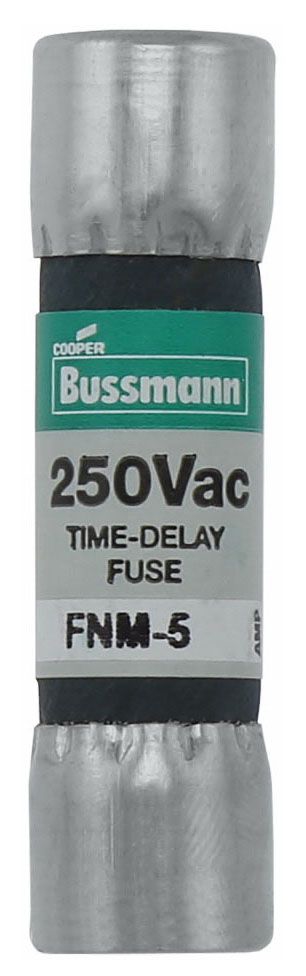 COOPER
Bussmann
250Vac
TIME-DELAY
FUSE
FNM-5
AMP